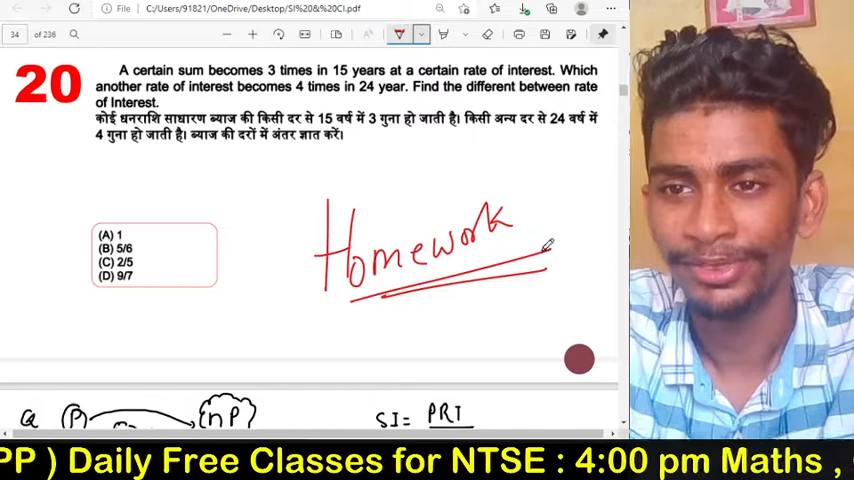 File
C:/Users/91821/OneDrive/Desktop/SI%20&%20CI.pdf
34 of 236
20
A certain sum becomes 3 times in 15 years at a certain rate of interest. Which
another rate of interest becomes 4 times in 24 year. Find the different between rate
of Interest.
कोई धनराशि साधारण ब्याज की किसी दर से 15 वर्ष में 3 गुना हो जाती है। किसी अन्य दर से 24 वर्ष में
4 गुना हो जाती है। ब्याज की दरों में अंतर ज्ञात करें।
(A) 1
(B) 5/6
(C) 2/5
(D) 9/7
Homework
a P nP SI= PRT
PP ) Daily Free Classes for NTSE : 4:00 pm Maths ,